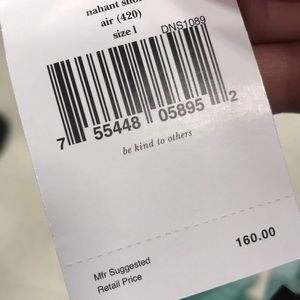 nahant
air (420)
size 1
DNS1089
7 55448 05895 2
be kind to others
Mfr Suggested
Retail Price
160.00